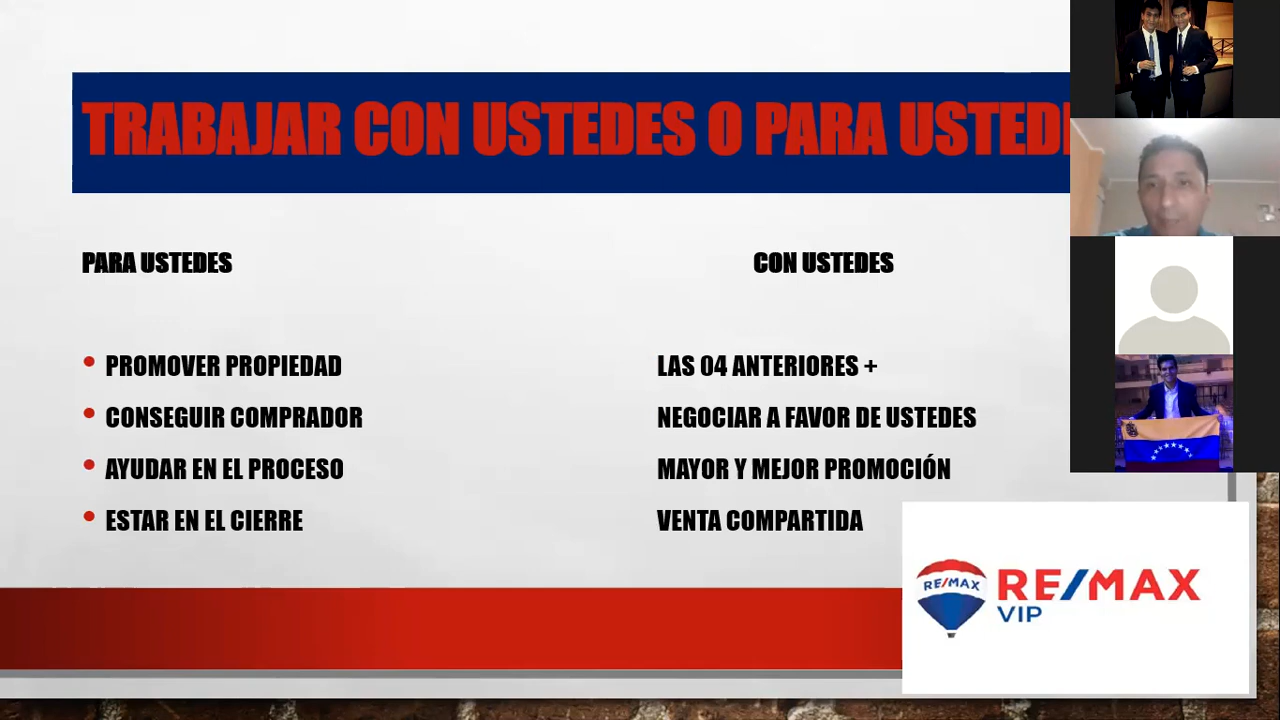 TRABAJAR CON USTEDES O PARA USTED
PARA USTEDES
CON USTEDES
PROMOVER PROPIEDAD
CONSEGUIR COMPRADOR
AYUDAR EN EL PROCESO
ESTAR EN EL CIERRE
LAS 04 ANTERIORES +
NEGOCIAR A FAVOR DE USTEDES
MAYOR Y MEJOR PROMOCIÓN
VENTA COMPARTIDA
RE/MAX
RE/MAX
VIP